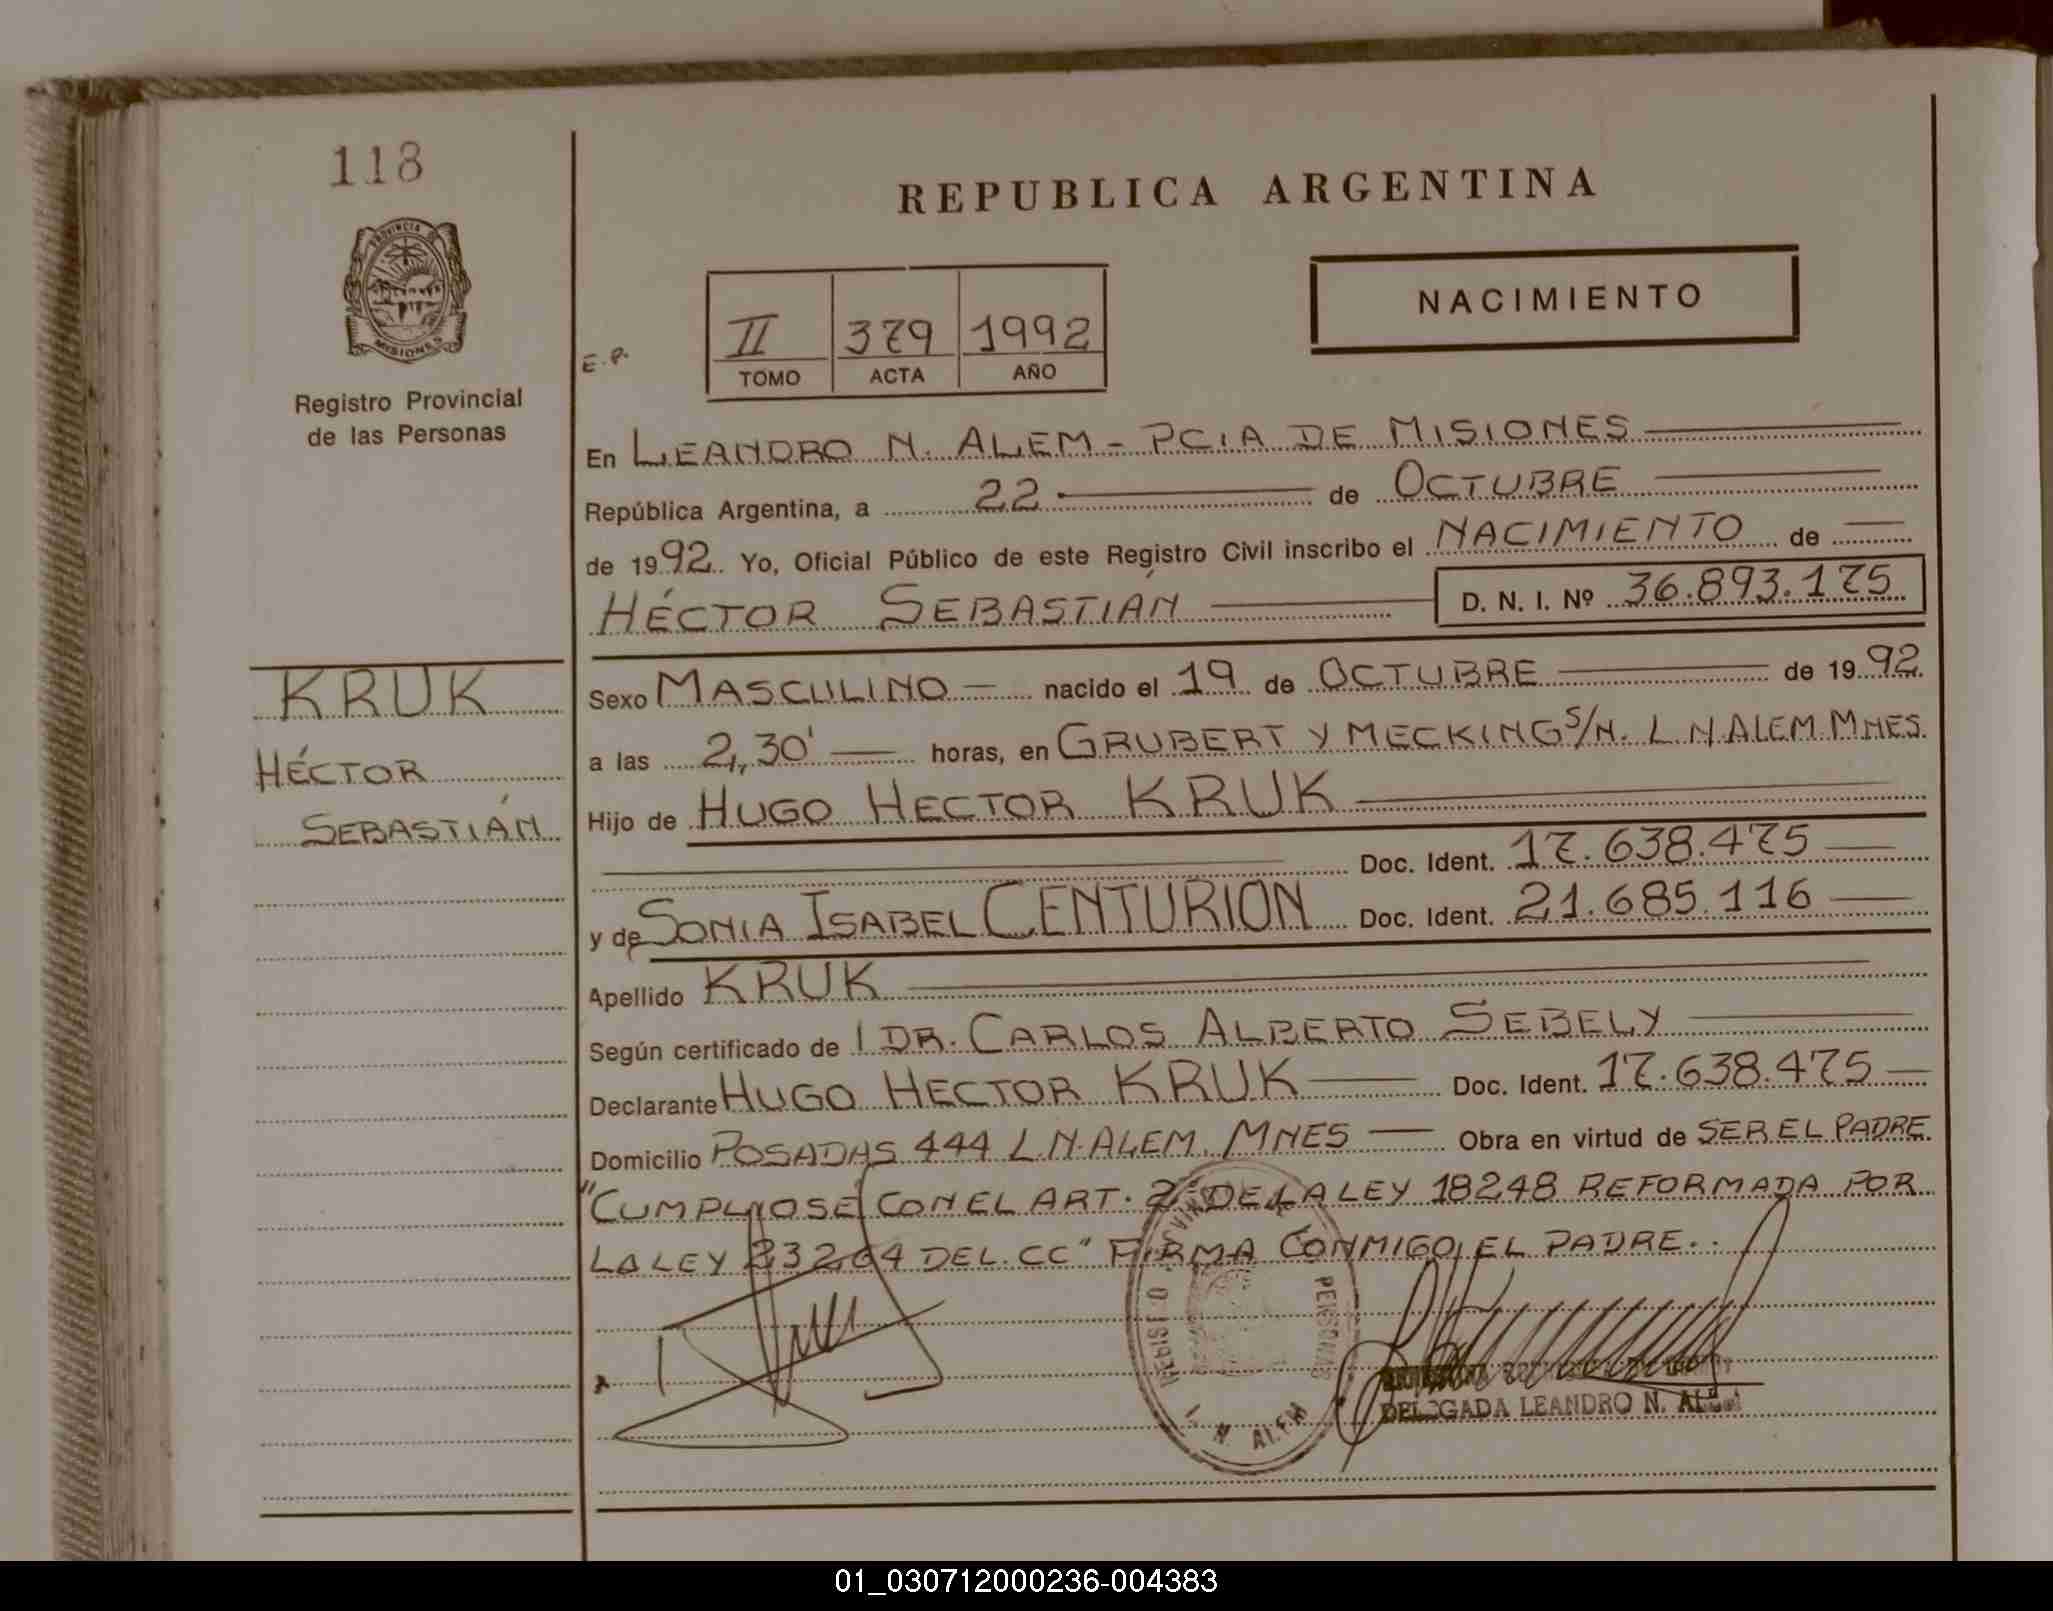 118
PROVINCIA DE
MISIONES
Registro Provincial
de las Personas
REPUBLICA ARGENTINA
NACIMIENTO
E.P.
II 379 1992
TOMO ACTA AÑO
En LEANDRO N. ALEM - PCIA DE MISIONES
República Argentina, a 22 de OCTUBRE
de 1992. Yo, Oficial Público de este Registro Civil inscribo el NACIMIENTO de
HÉCTOR SEBASTIÁN D. N. I. Nº 36.893.175
KRUK
HÉCTOR
SEBASTIÁN
Sexo MASCULINO nacido el 19 de OCTUBRE de 1992.
a las 2,30' horas, en GRUBERT Y MECKING S/N. L N. ALEM MNES.
Hijo de HUGO HECTOR KRUK
Doc. Ident. 17.638.475
y de SONIA ISABEL CENTURION Doc. Ident. 21.685.116
Apellido KRUK
Según certificado de 1 DR. CARLOS ALBERTO SEBELY
Declarante HUGO HECTOR KRUK Doc. Ident. 17.638.475
Domicilio POSADAS 444 L N. ALEM. MNES Obra en virtud de SER EL PADRE.
"CUMPLIOSE CON EL ART. 2º DE LA LEY 18248 REFORMADA POR
LA LEY 23264 DEL CC" FIRMA CONMIGO, EL PADRE.
PERSONAS
L. N. ALEM
DELEGADA LEANDRO N. ALEM
01_030712000236-004383